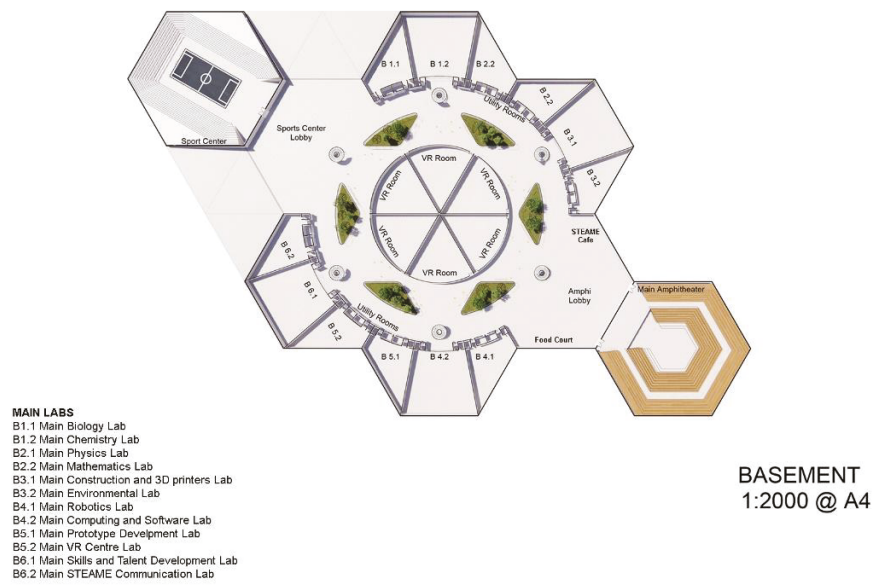 B 1.1
B 1.2
B 2.2
Utility Rooms
B 2.2
B 3.1
B 3.2
Sport Center
Sports Center
Lobby
VR Room
VR Room
VR Room
VR Room
VR Room
VR Room
STEAME
Cafe
B 6.2
B 6.1
B 5.2
Utility Rooms
Amphi
Lobby
Main Amphitheater
Food Court
B 5.1
B 4.2
B 4.1
MAIN LABS
B1.1 Main Biology Lab
B1.2 Main Chemistry Lab
B2.1 Main Physics Lab
B2.2 Main Mathematics Lab
B3.1 Main Construction and 3D printers Lab
B3.2 Main Environmental Lab
B4.1 Main Robotics Lab
B4.2 Main Computing and Software Lab
B5.1 Main Prototype Develpment Lab
B5.2 Main VR Centre Lab
B6.1 Main Skills and Talent Development Lab
B6.2 Main STEAME Communication Lab
BASEMENT
1:2000 @ A4